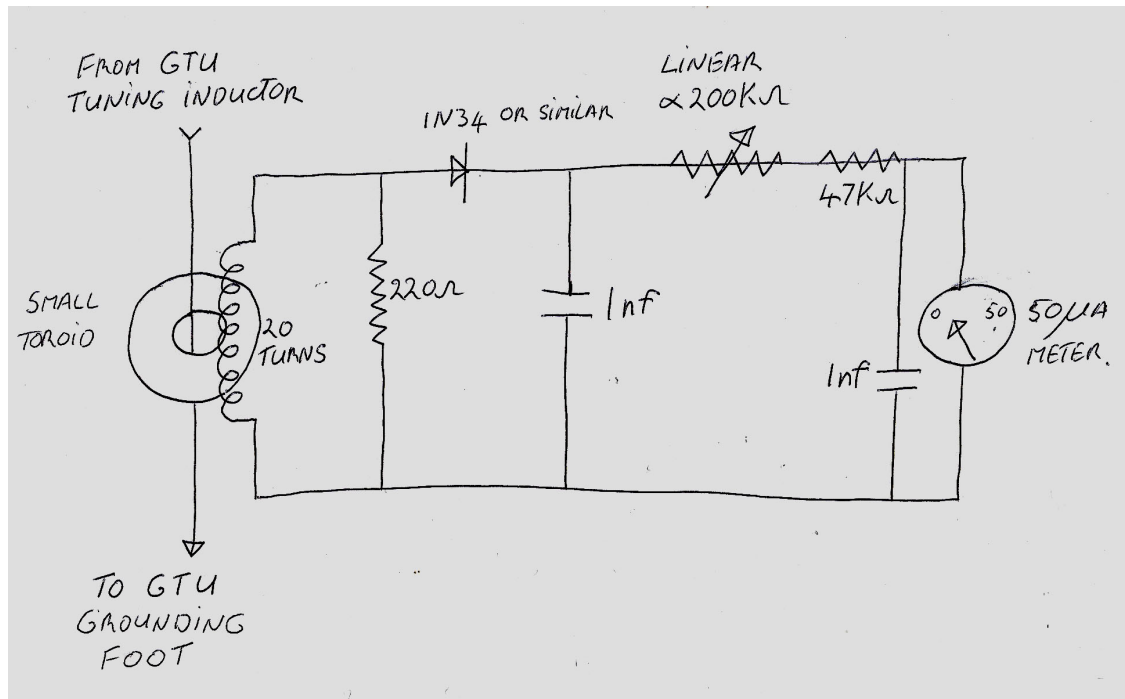 FROM GTU
TUNING INDUCTOR
LINEAR
∝ 200KΩ
1N34 OR SIMILAR
47KΩ
SMALL
TOROID
20
TURNS
220Ω
1nf
1nf
0 50
50µA
METER.
TO GTU
GROUNDING
FOOT